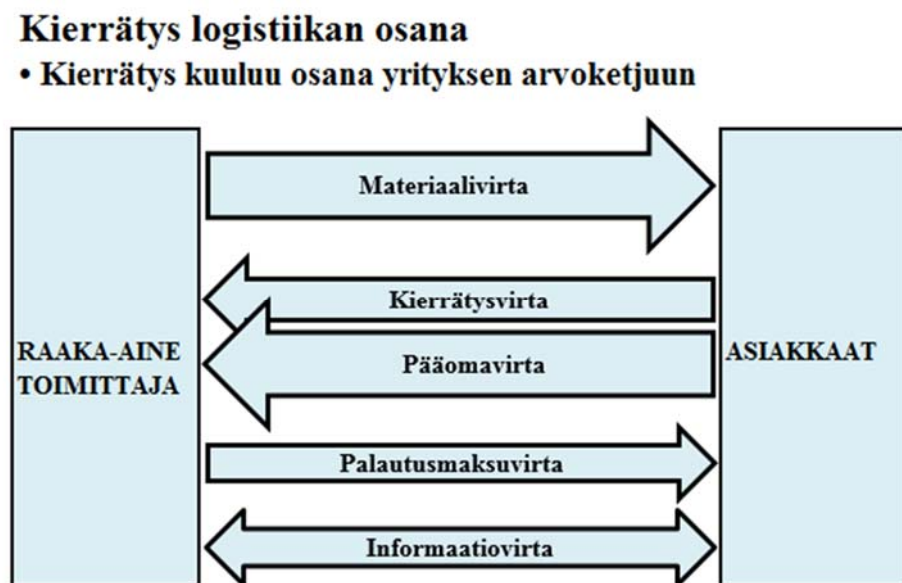 Kierrätys logistiikan osana
• Kierrätys kuuluu osana yrityksen arvoketjuun
Materiaalivirta
Kierrätysvirta
RAAKA-AINE
TOIMITTAJA
Pääomavirta
ASIAKKAAT
Palautusmaksuvirta
Informaatiovirta